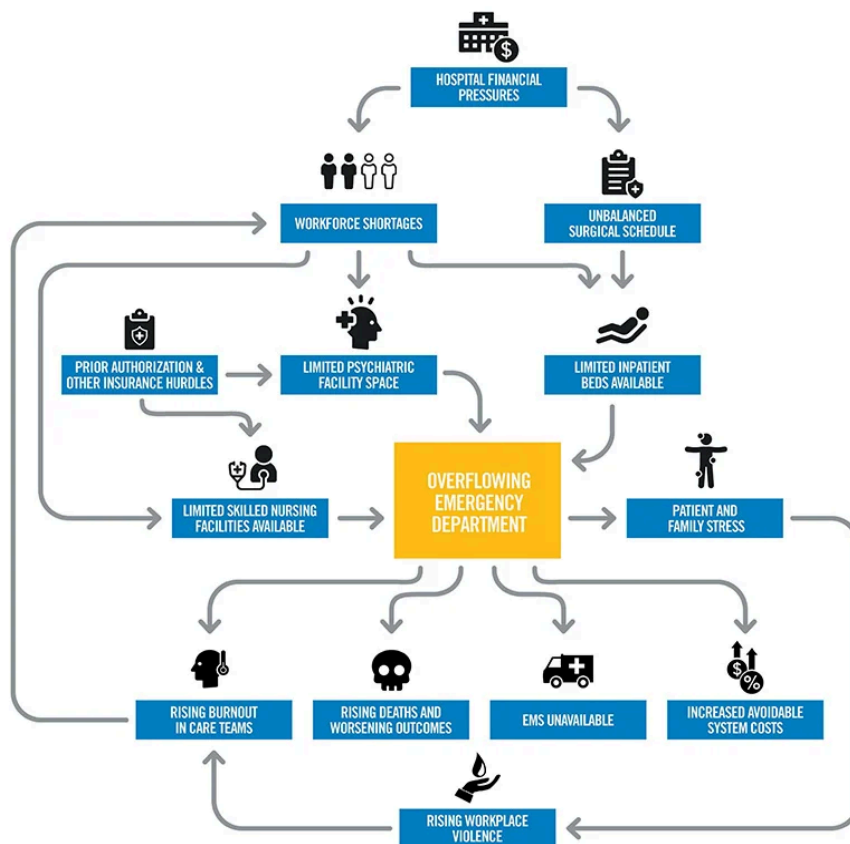 HOSPITAL FINANCIAL
PRESSURES
WORKFORCE SHORTAGES
UNBALANCED
SURGICAL SCHEDULE
PRIOR AUTHORIZATION &
OTHER INSURANCE HURDLES
LIMITED PSYCHIATRIC
FACILITY SPACE
LIMITED INPATIENT
BEDS AVAILABLE
LIMITED SKILLED NURSING
FACILITIES AVAILABLE
OVERFLOWING
EMERGENCY
DEPARTMENT
PATIENT AND
FAMILY STRESS
RISING BURNOUT
IN CARE TEAMS
RISING DEATHS AND
WORSENING OUTCOMES
EMS UNAVAILABLE
INCREASED AVOIDABLE
SYSTEM COSTS
RISING WORKPLACE
VIOLENCE